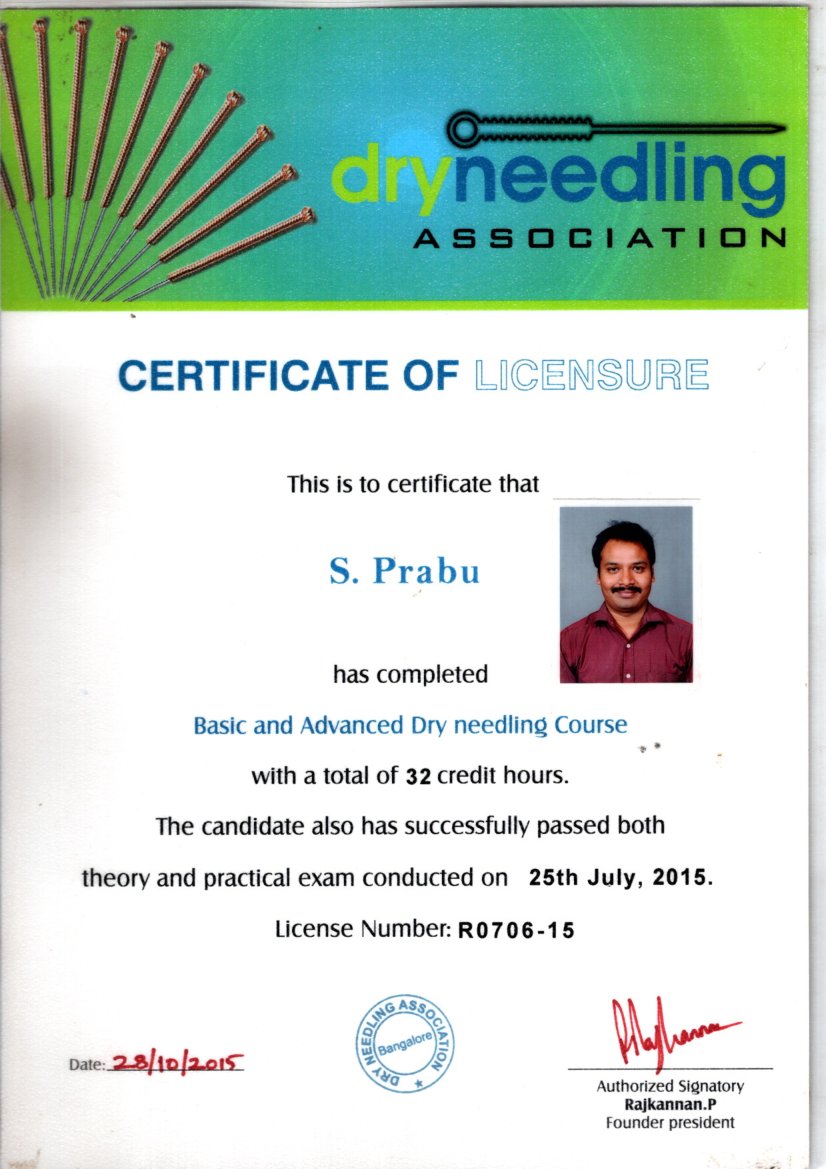 dryneedling
ASSOCIATION
CERTIFICATE OF LICENSURE
This is to certificate that
S. Prabu
has completed
Basic and Advanced Dry needling Course
with a total of 32 credit hours.
The candidate also has successfully passed both
theory and practical exam conducted on 25th July, 2015.
License Number: R0706-15
DRY NEEDLING ASSOCIATION
Bangalore
Date: 28/10/2015
P.Rajkannan
Authorized Signatory
Rajkannan.P
Founder president